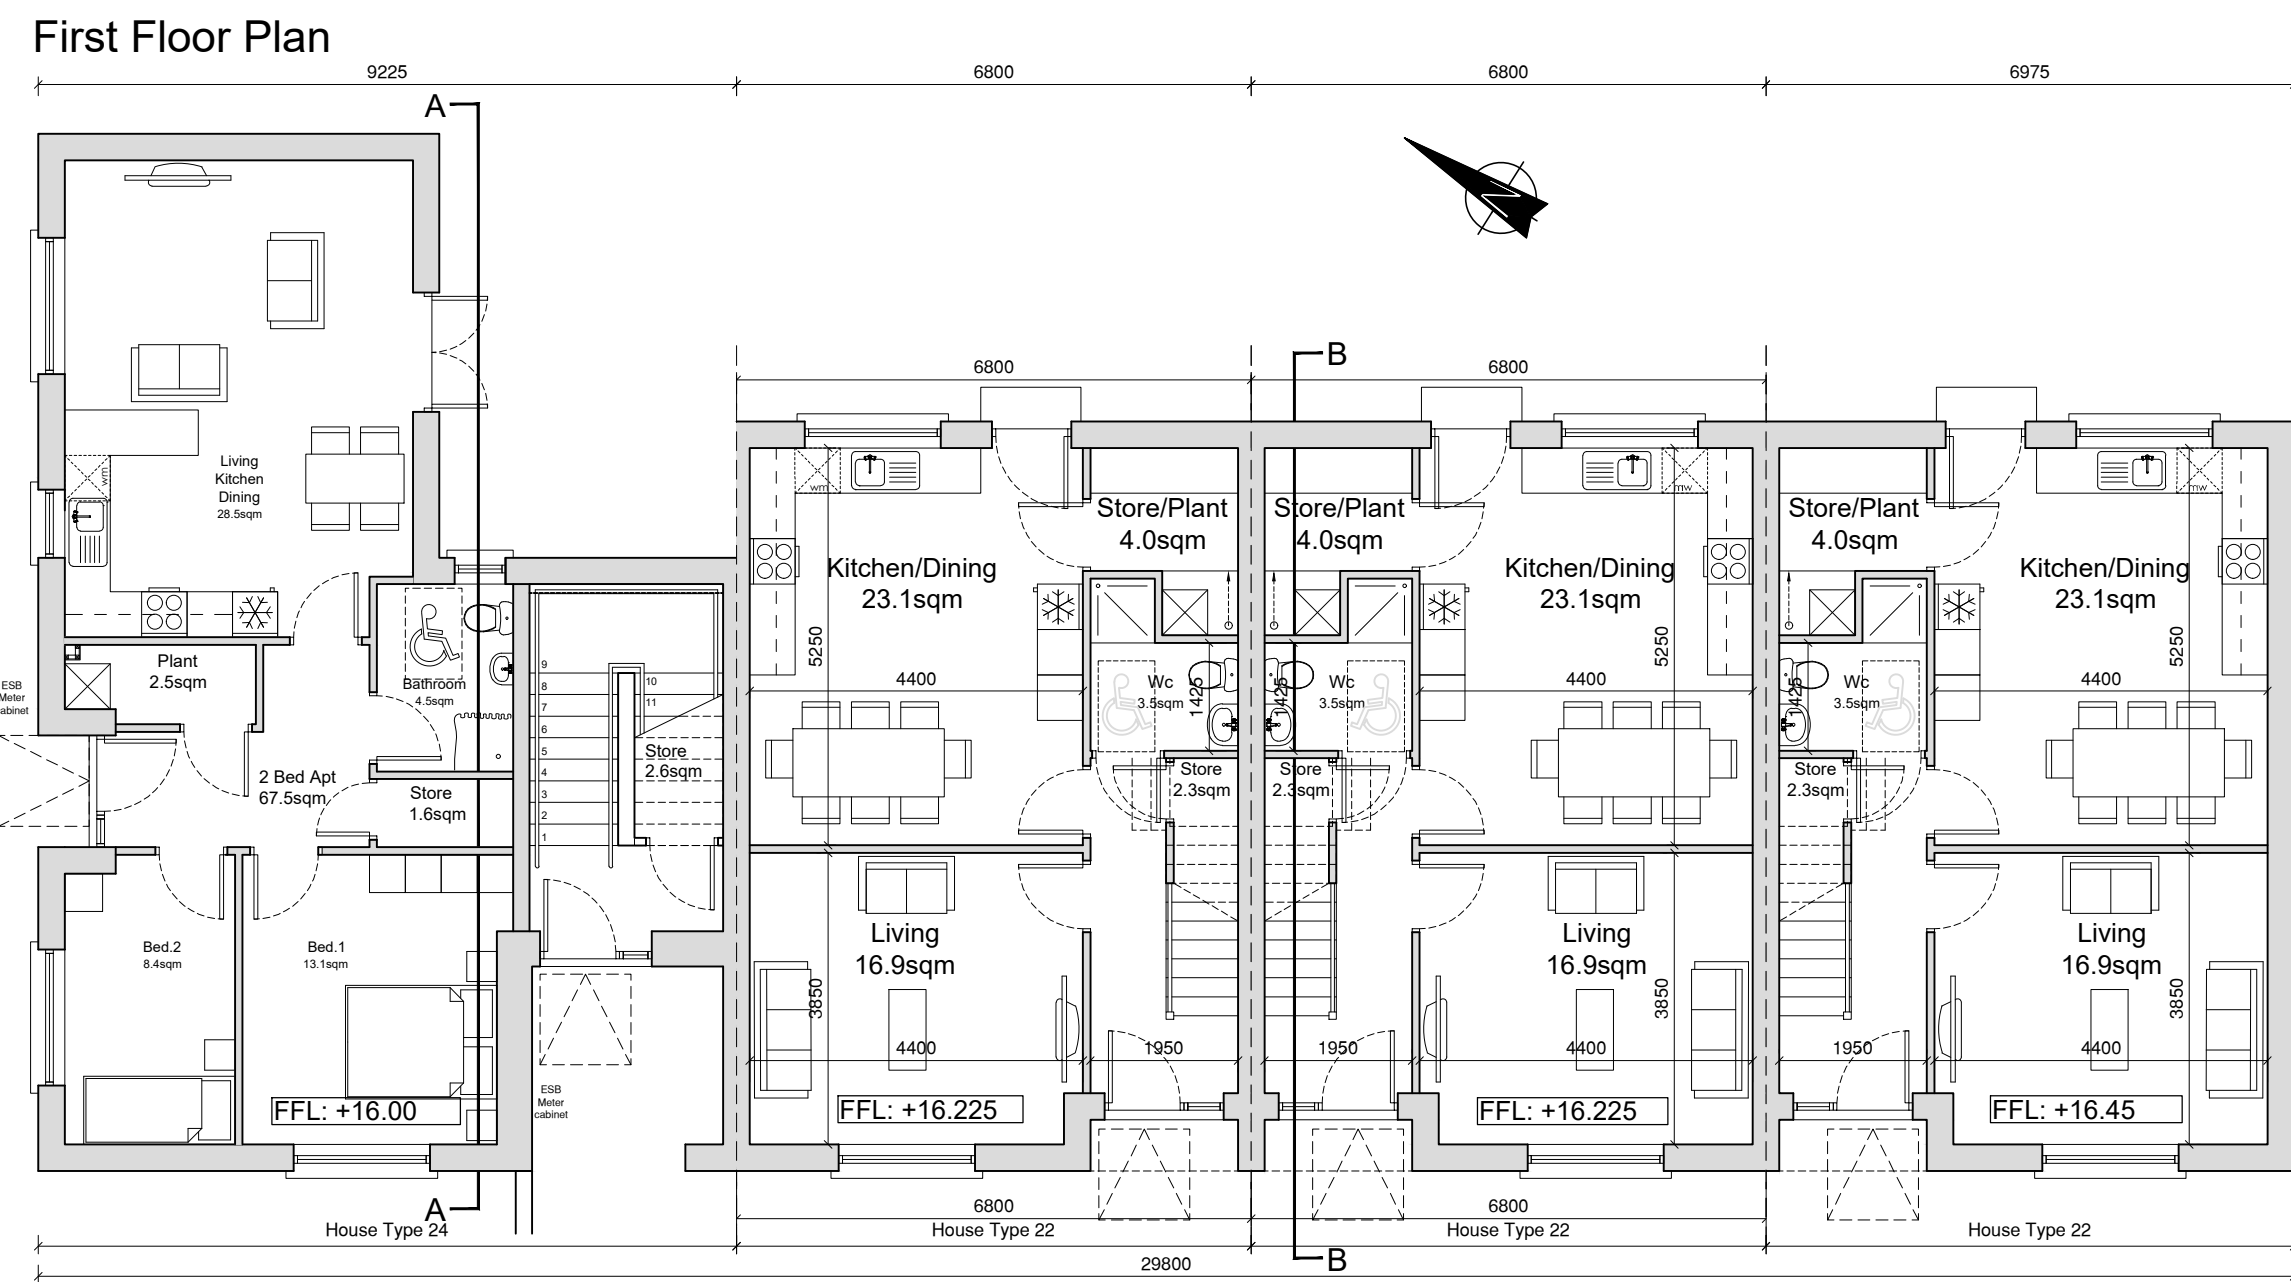 First Floor Plan
9225
6800
6800
6975
A
N
B
6800
6800
Living
Kitchen
Dining
28.5sqm
wm
wm
mw
mw
Store/Plant
4.0sqm
Store/Plant
4.0sqm
Store/Plant
4.0sqm
Kitchen/Dining
23.1sqm
Kitchen/Dining
23.1sqm
Kitchen/Dining
23.1sqm
5250
5250
5250
Plant
2.5sqm
ESB
Meter
abinet
Bathroom
4.5sqm
9
8
7
6
5
4
3
2
1
10
11
4400
4400
4400
Wc
3.5sqm
1425
Wc
3.5sqm
1425
Wc
3.5sqm
1425
2 Bed Apt
67.5sqm
Store
1.6sqm
Store
2.6sqm
Store
2.3sqm
Store
2.3sqm
Store
2.3sqm
Bed.2
8.4sqm
Bed.1
13.1sqm
Living
16.9sqm
Living
16.9sqm
Living
16.9sqm
3850
3850
3850
4400
1950
1950
4400
1950
4400
ESB
Meter
cabinet
FFL: +16.00
FFL: +16.225
FFL: +16.225
FFL: +16.45
A
6800
6800
House Type 24
House Type 22
House Type 22
House Type 22
B
29800